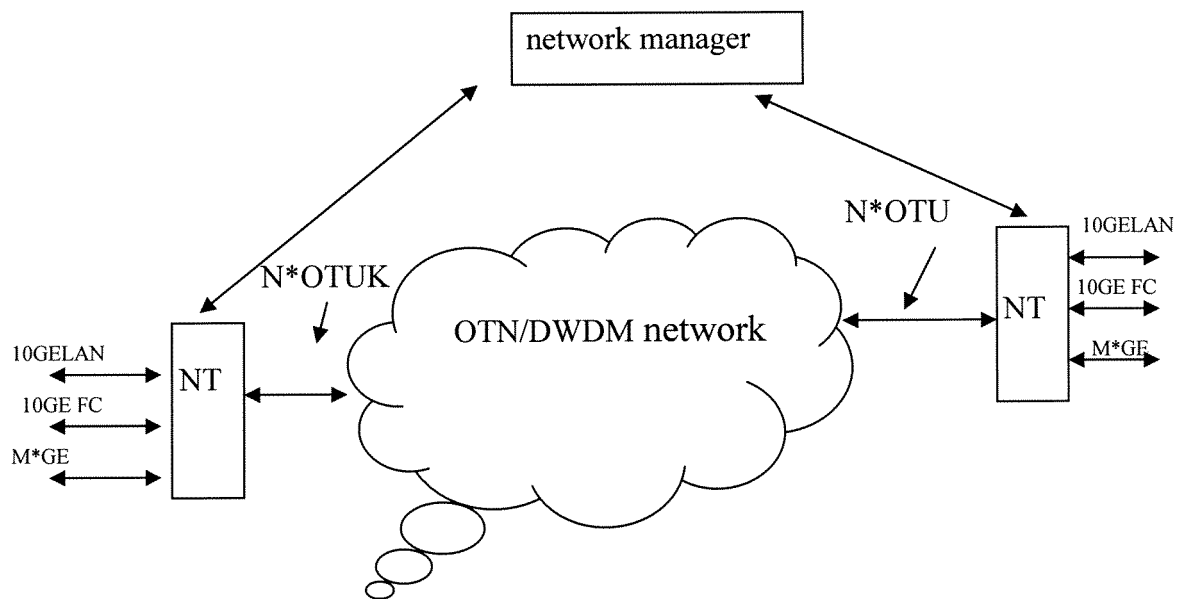 network manager
N*OTU
10GELAN
N*OTUK
10GE FC
OTN/DWDM network
NT
10GELAN
M*GE
NT
10GE FC
M*GE